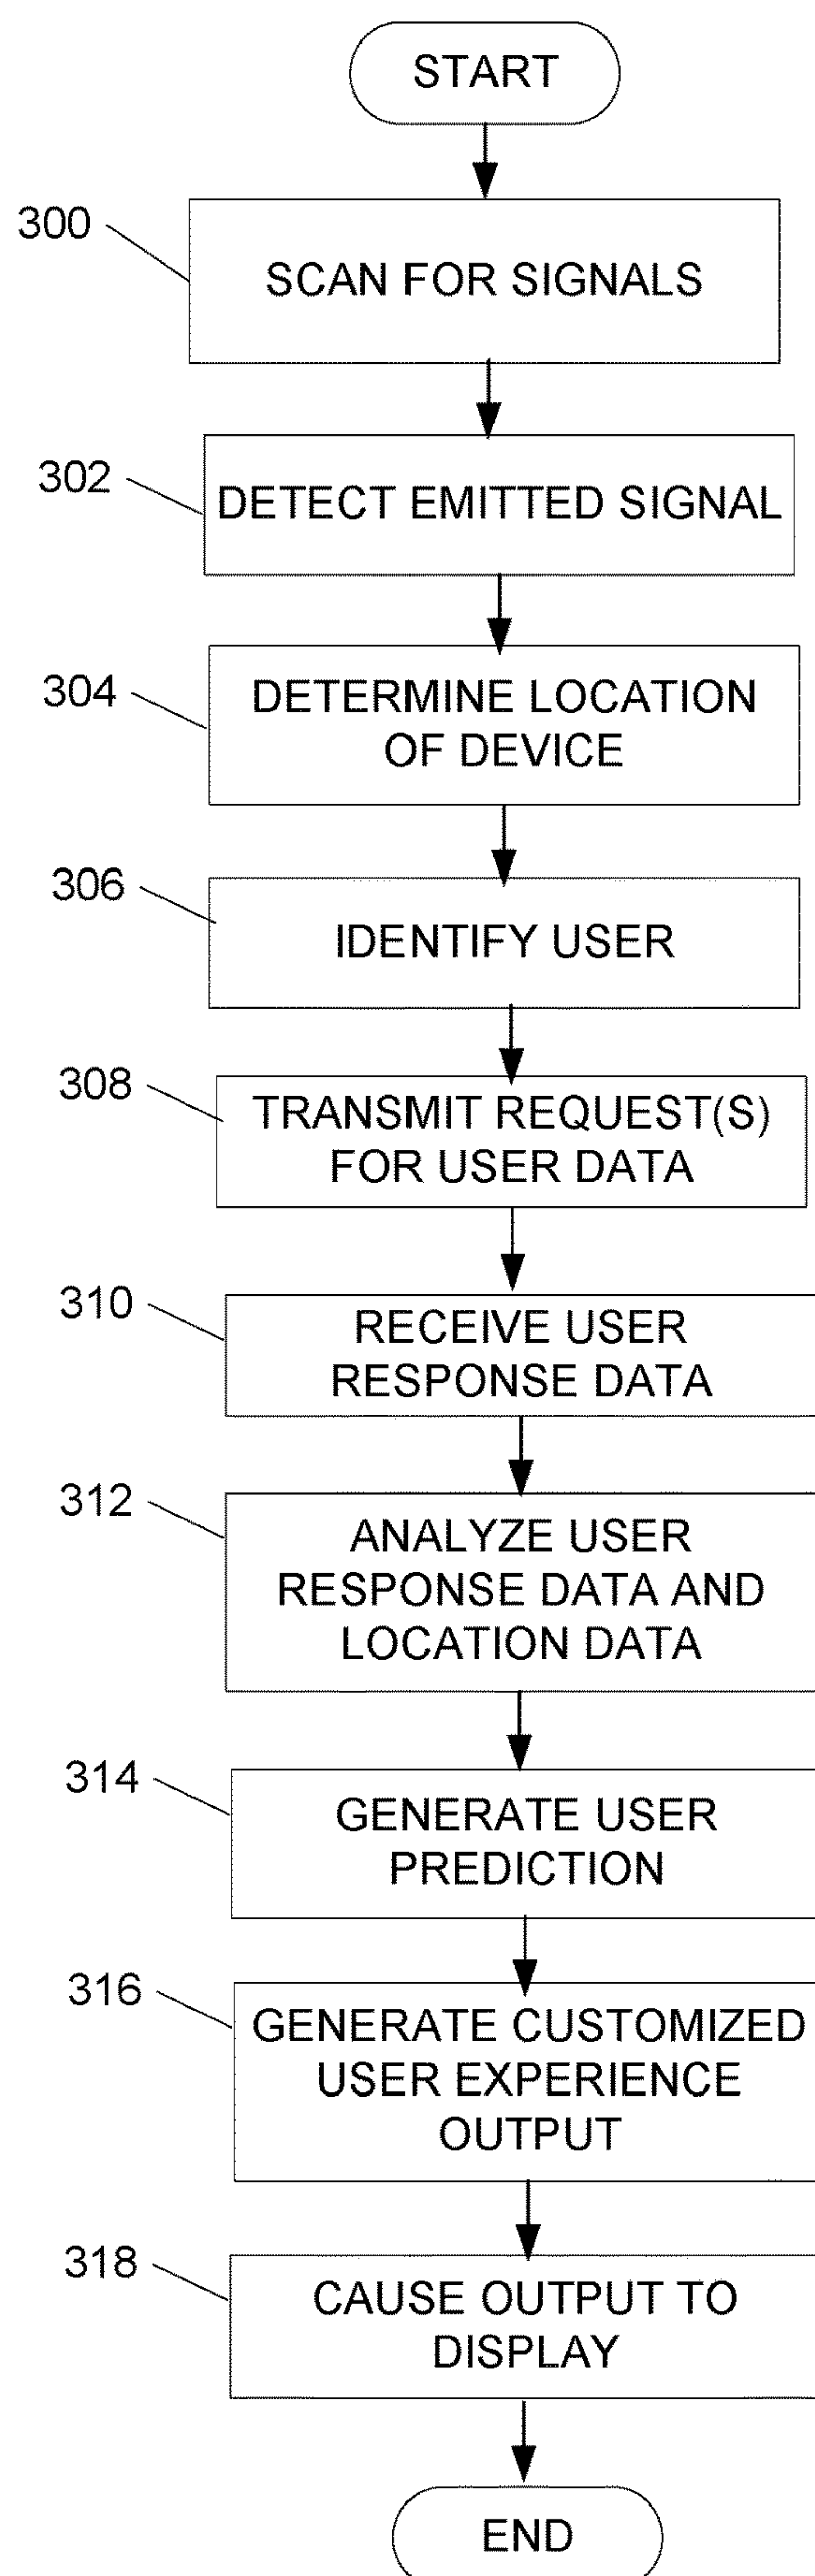 START
300
SCAN FOR SIGNALS
302
DETECT EMITTED SIGNAL
304
DETERMINE LOCATION
OF DEVICE
306
IDENTIFY USER
308
TRANSMIT REQUEST(S)
FOR USER DATA
310
RECEIVE USER
RESPONSE DATA
312
ANALYZE USER
RESPONSE DATA AND
LOCATION DATA
314
GENERATE USER
PREDICTION
316
GENERATE CUSTOMIZED
USER EXPERIENCE
OUTPUT
318
CAUSE OUTPUT TO
DISPLAY
END